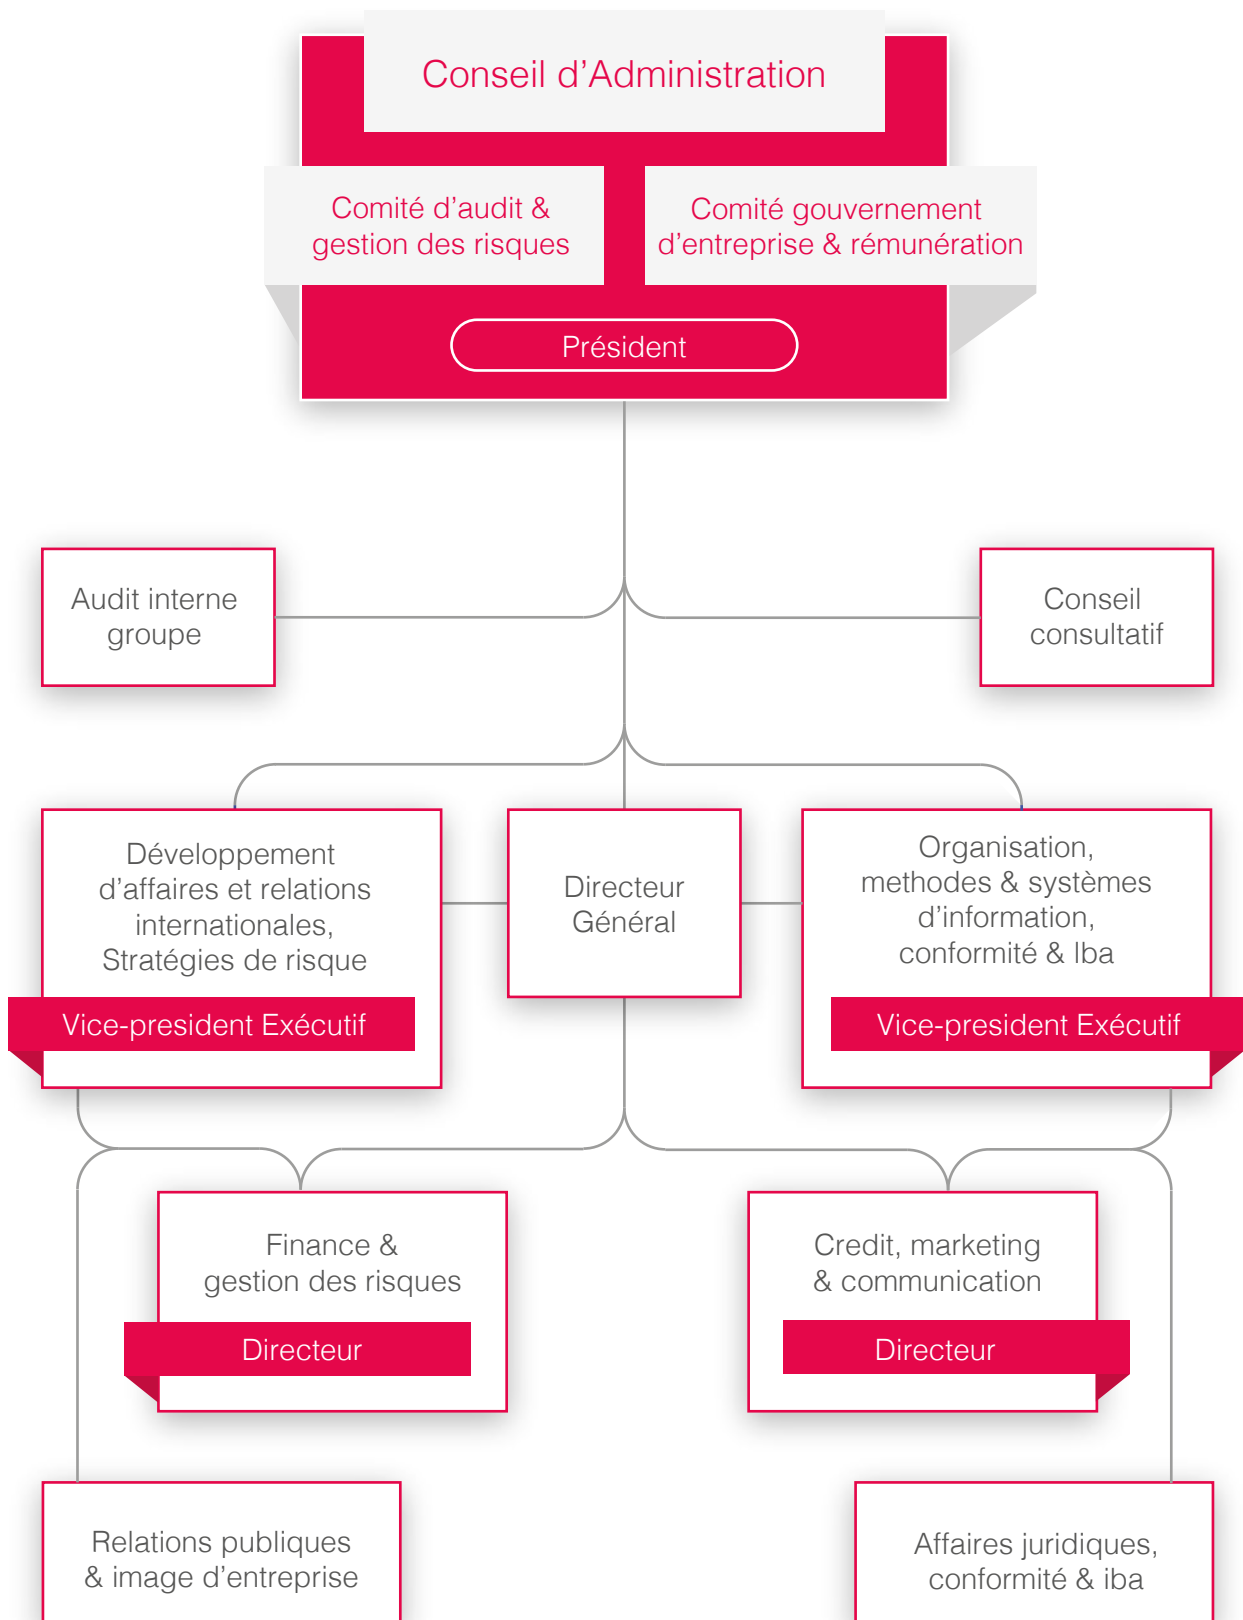 Conseil d’Administration
Comité d’audit &
gestion des risques
Comité gouvernement
d’entreprise & rémunération
Président
Audit interne
groupe
Conseil
consultatif
Développement
d’affaires et relations
internationales,
Stratégies de risque
Vice-president Exécutif
Directeur
Général
Organisation,
methodes & systèmes
d’information,
conformité & lba
Vice-president Exécutif
Finance &
gestion des risques
Directeur
Credit, marketing
& communication
Directeur
Relations publiques
& image d’entreprise
Affaires juridiques,
conformité & iba